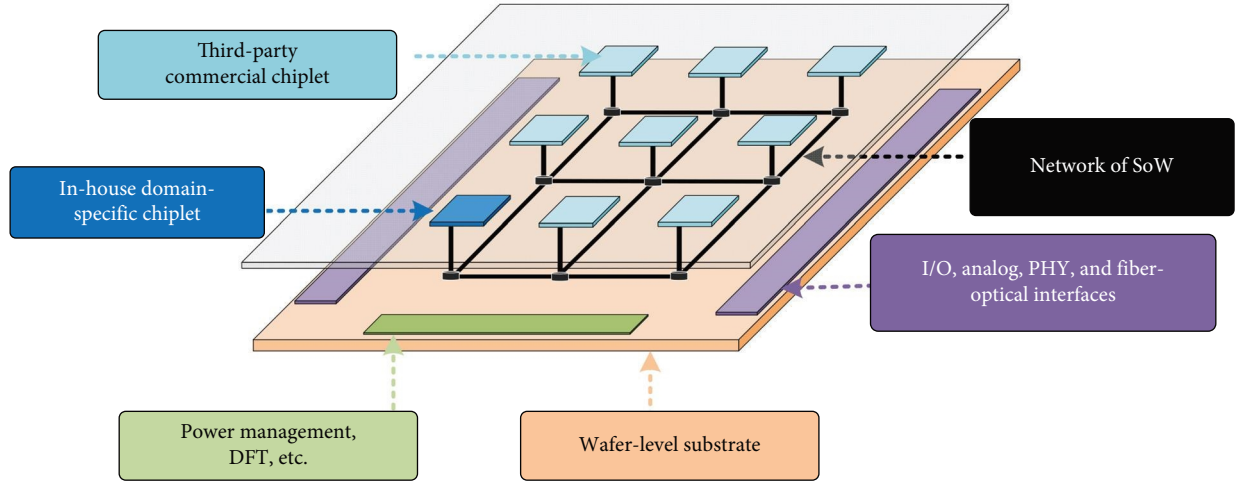 Third-party
commercial chiplet
In-house domain-
specific chiplet
Network of SoW
I/O, analog, PHY, and fiber-
optical interfaces
Power management,
DFT, etc.
Wafer-level substrate